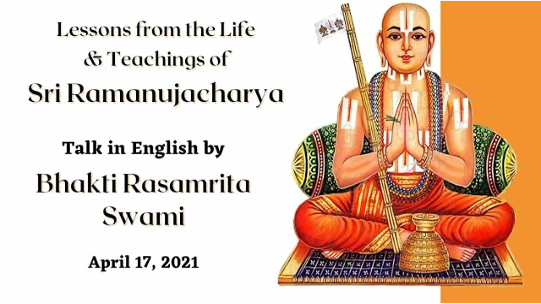 Lessons from the Life
& Teachings of
Sri Ramanujacharya
Talk in English by
Bhakti Rasamrita
Swami
April 17, 2021